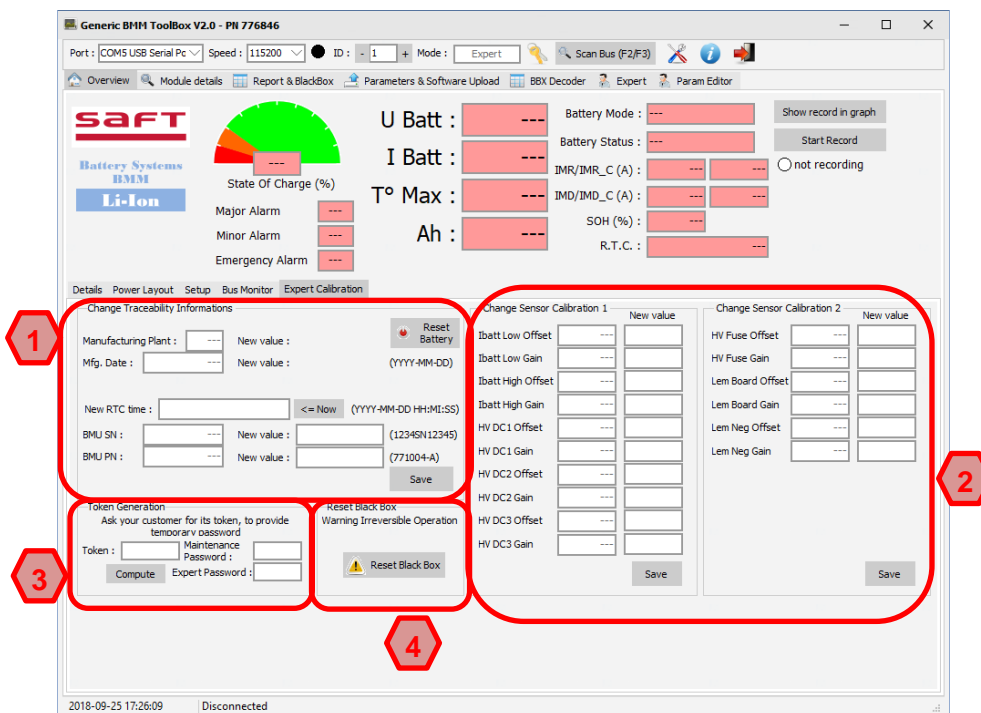 Generic BMM ToolBox V2.0 - PN 776846
Port : COM5 USB Serial Pc Speed : 115200 ID : - 1 + Mode : Expert Scan Bus (F2/F3)
Overview Module details Report & BlackBox Parameters & Software Upload BBX Decoder Expert Param Editor
saFT
Battery Systems
BMM
Li-Ion
---
State Of Charge (%)
Major Alarm ---
Minor Alarm ---
Emergency Alarm ---
U Batt : ---
I Batt : ---
T° Max : ---
Ah : ---
Battery Mode : ---
Battery Status : ---
IMR/IMR_C (A) : --- ---
IMD/IMD_C (A) : --- ---
SOH (%) : ---
R.T.C. : ---
Show record in graph
Start Record
not recording
Details Power Layout Setup Bus Monitor Expert Calibration
1
Change Traceability Informations
Reset
Battery
Manufacturing Plant : --- New value :
Mfg. Date : --- New value : (YYYY-MM-DD)
New RTC time : <= Now (YYYY-MM-DD HH:MI:SS)
BMU SN : --- New value : (1234SN12345)
BMU PN : --- New value : (771004-A)
Save
2
Change Sensor Calibration 1
New value
Ibatt Low Offset ---
Ibatt Low Gain ---
Ibatt High Offset ---
Ibatt High Gain ---
HV DC1 Offset ---
HV DC1 Gain ---
HV DC2 Offset ---
HV DC2 Gain ---
HV DC3 Offset ---
HV DC3 Gain ---
Save
Change Sensor Calibration 2
New value
HV Fuse Offset ---
HV Fuse Gain ---
Lem Board Offset ---
Lem Board Gain ---
Lem Neg Offset ---
Lem Neg Gain ---
Save
3
Token Generation
Ask your customer for its token, to provide
temporary password
Token : Maintenance
Password :
Compute Expert Password :
4
Reset Black Box
Warning Irreversible Operation
Reset Black Box
2018-09-25 17:26:09 Disconnected